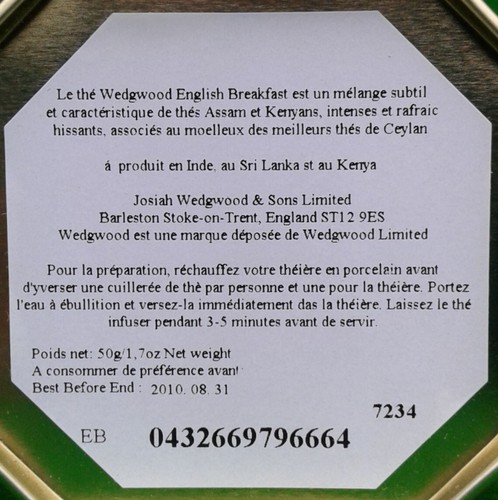 Le thé Wedgwood English Breakfast est un mélange subtil
et caractéristique de thés Assam et Kenyans, intenses et rafraic
hissants, associés au moelleux des meilleurs thés de Ceylan
á produit en Inde, au Sri Lanka st au Kenya
Josiah Wedgwood & Sons Limited
Barleston Stoke-on-Trent, England ST12 9ES
Wedgwood est une marque déposée de Wedgwood Limited
Pour la préparation, réchauffez votre théière en porcelain avant
d'yverser une cuillerée de thè par personne et une pour la théière. Portez
l'eau à ébullition et versez-la immédiatement das la théière. Laissez le thé
infuser pendant 3-5 minutes avant de servir.
Poids net: 50g/1,7oz Net weight
A consommer de préférence avant
Best Before End : 2010. 08. 31
7234
EB 0432669796664